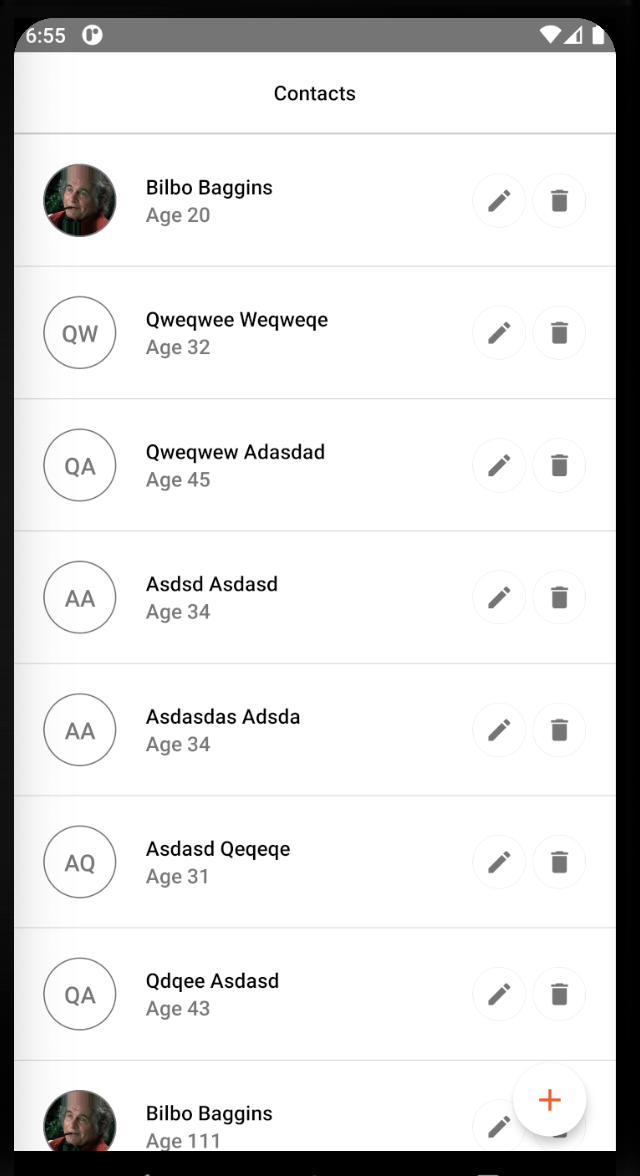 6:55
Contacts
Bilbo Baggins
Age 20
QW
Qweqwee Weqweqe
Age 32
QA
Qweqwew Adasdad
Age 45
AA
Asdsd Asdasd
Age 34
AA
Asdasdas Adsda
Age 34
AQ
Asdasd Qeqeqe
Age 31
QA
Qdqee Asdasd
Age 43
Bilbo Baggins
Age 111